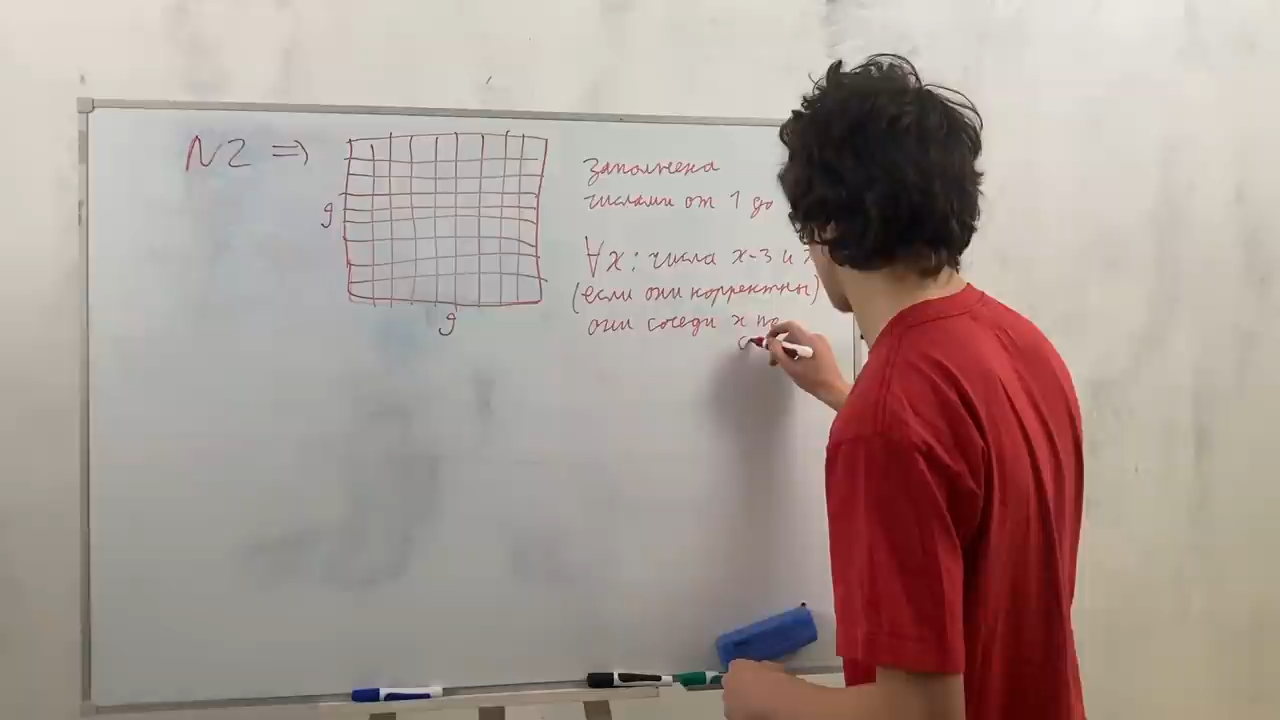 N2 ⇒
9
9
заполнена
числами от 1 до
∀x: числа x-3 и
(если они корректны)
они соседи x по